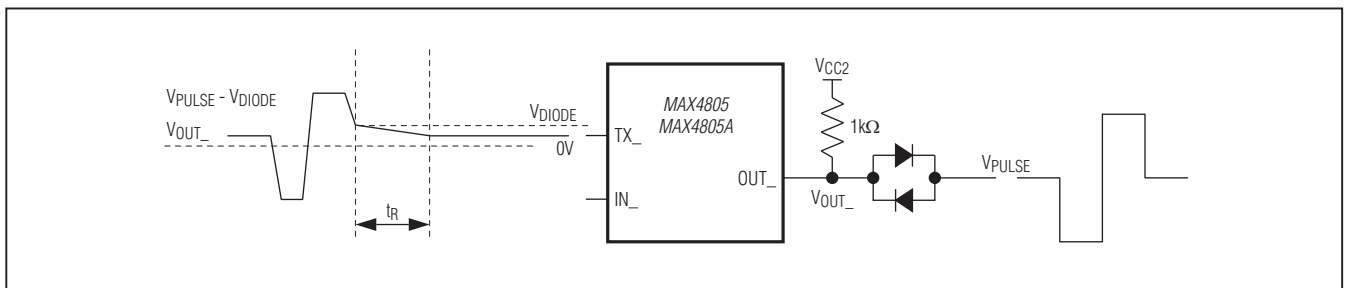 VPULSE - VDIODE
VOUT_
VDIODE
0V
tR
MAX4805
MAX4805A
TX_
IN_
OUT_
VCC2
1kΩ
VOUT_
VPULSE